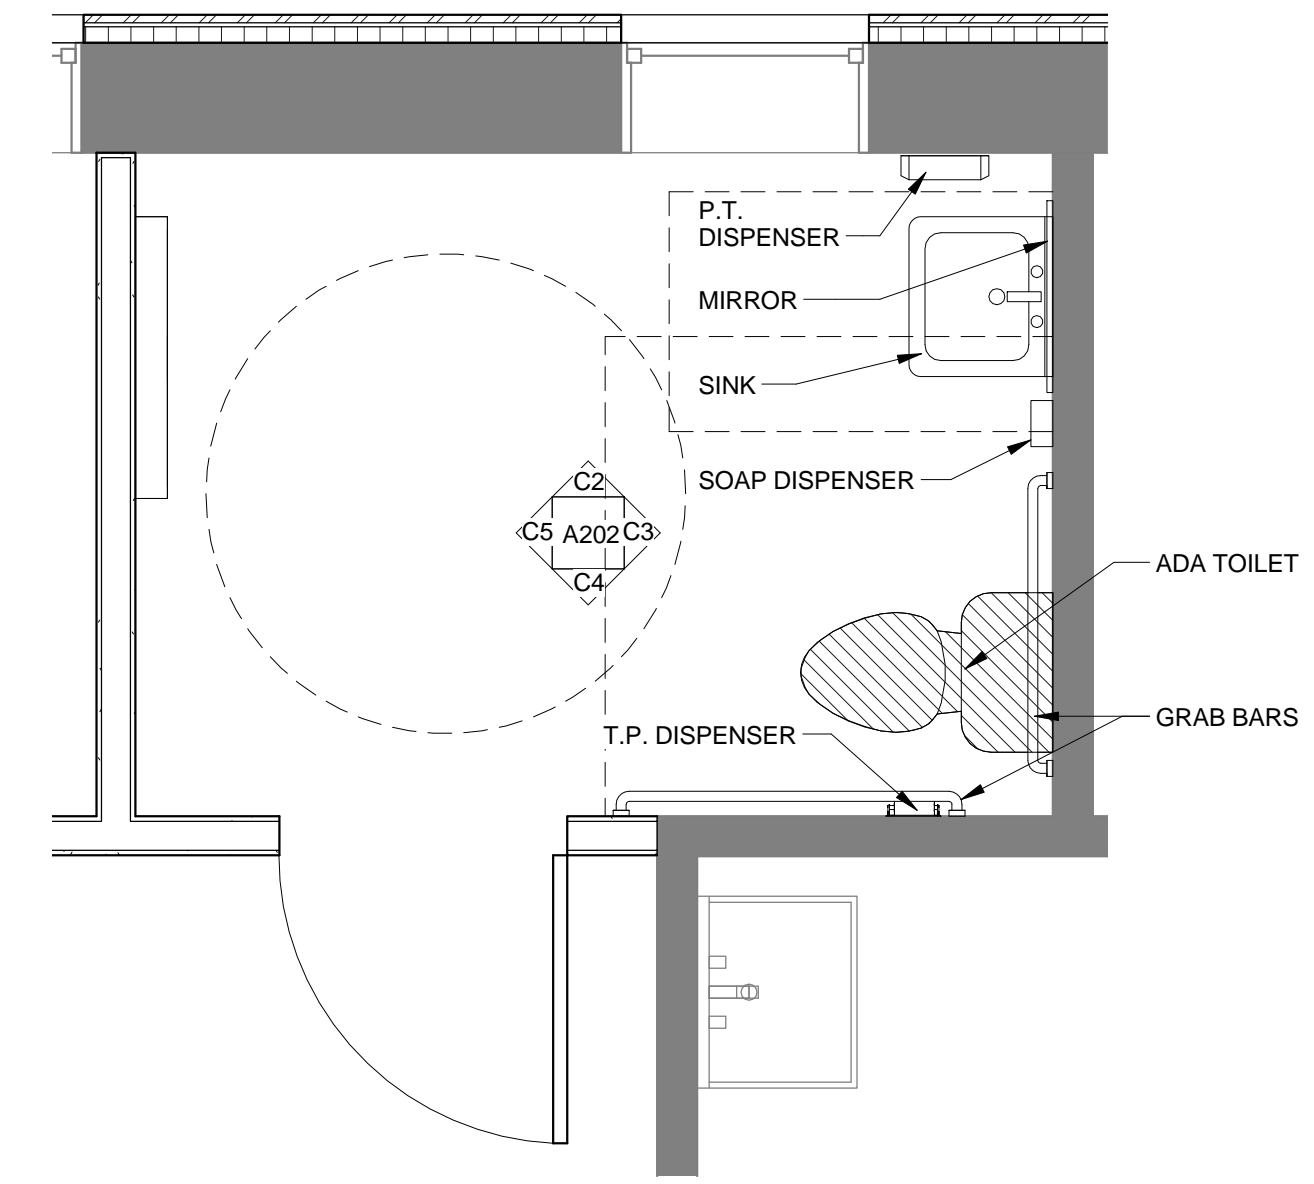 P.T.
DISPENSER
MIRROR
SINK
SOAP DISPENSER
C2
C5 A202 C3
C4
ADA TOILET
GRAB BARS
T.P. DISPENSER